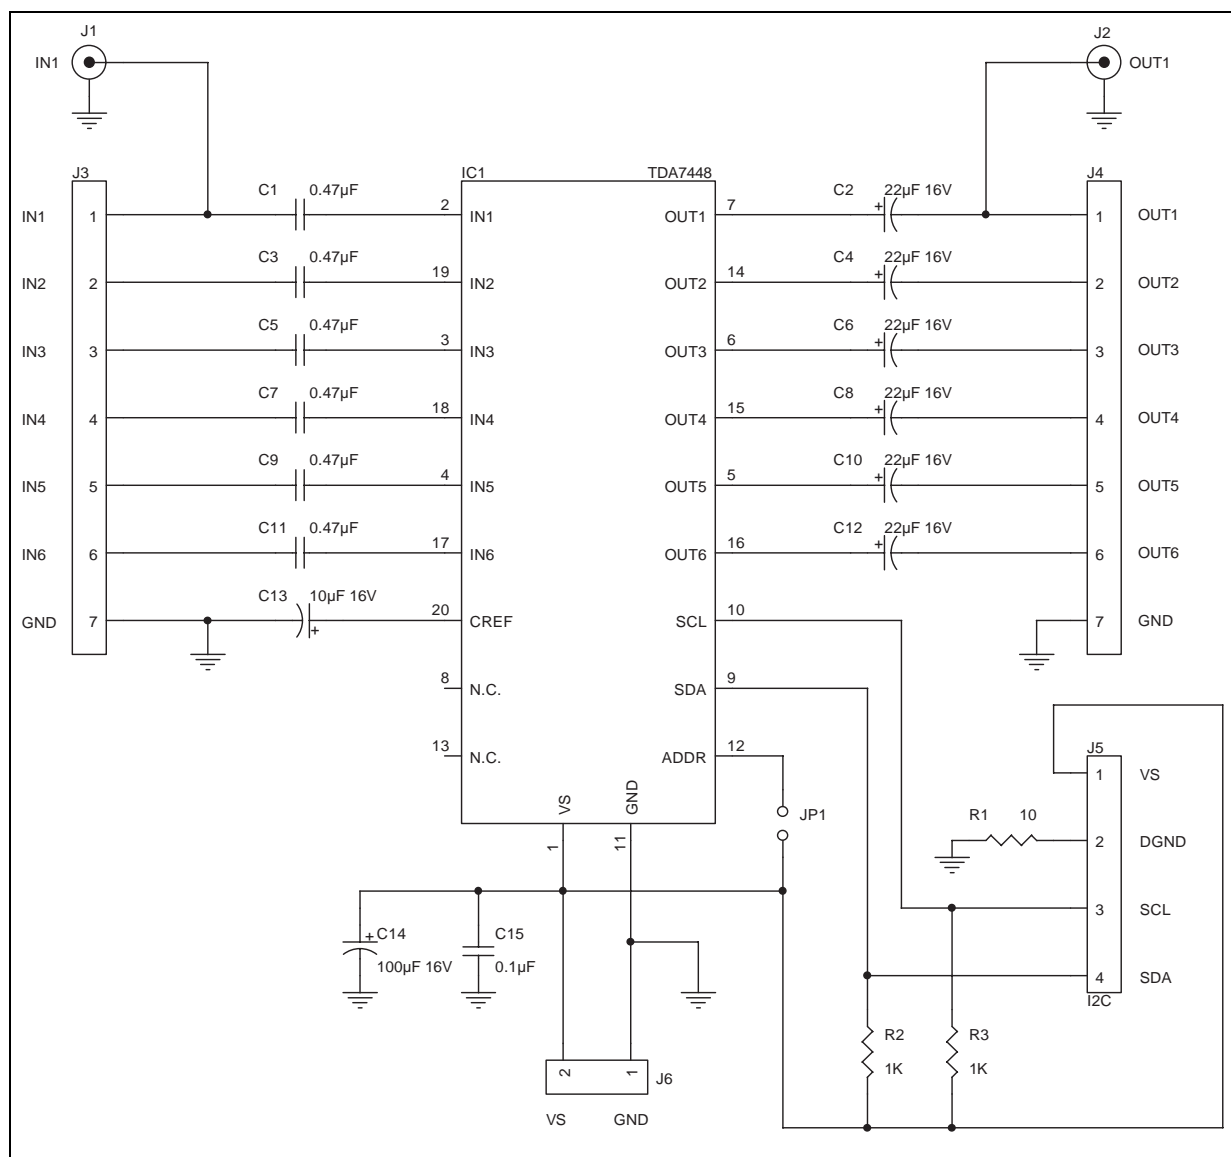 J1
J2
IN1
OUT1
J3
IC1
TDA7448
J4
C1 0.47µF
C2 22µF 16V
IN1 1
2 IN1
OUT1 7
1 OUT1
C3 0.47µF
C4 22µF 16V
IN2 2
19 IN2
OUT2 14
2 OUT2
C5 0.47µF
C6 22µF 16V
IN3 3
3 IN3
OUT3 6
3 OUT3
C7 0.47µF
C8 22µF 16V
IN4 4
18 IN4
OUT4 15
4 OUT4
C9 0.47µF
C10 22µF 16V
IN5 5
4 IN5
OUT5 5
5 OUT5
C11 0.47µF
C12 22µF 16V
IN6 6
17 IN6
OUT6 16
6 OUT6
C13 10µF 16V
GND 7
+
20 CREF
SCL 10
7 GND
8 N.C.
SDA 9
13 N.C.
ADDR 12
J5
VS
GND
1 VS
JP1
R1 10
1
11
2 DGND
3 SCL
+ C14
C15
100µF 16V
0.1µF
4 SDA
I2C
R2
R3
1K
1K
2
1
J6
VS
GND